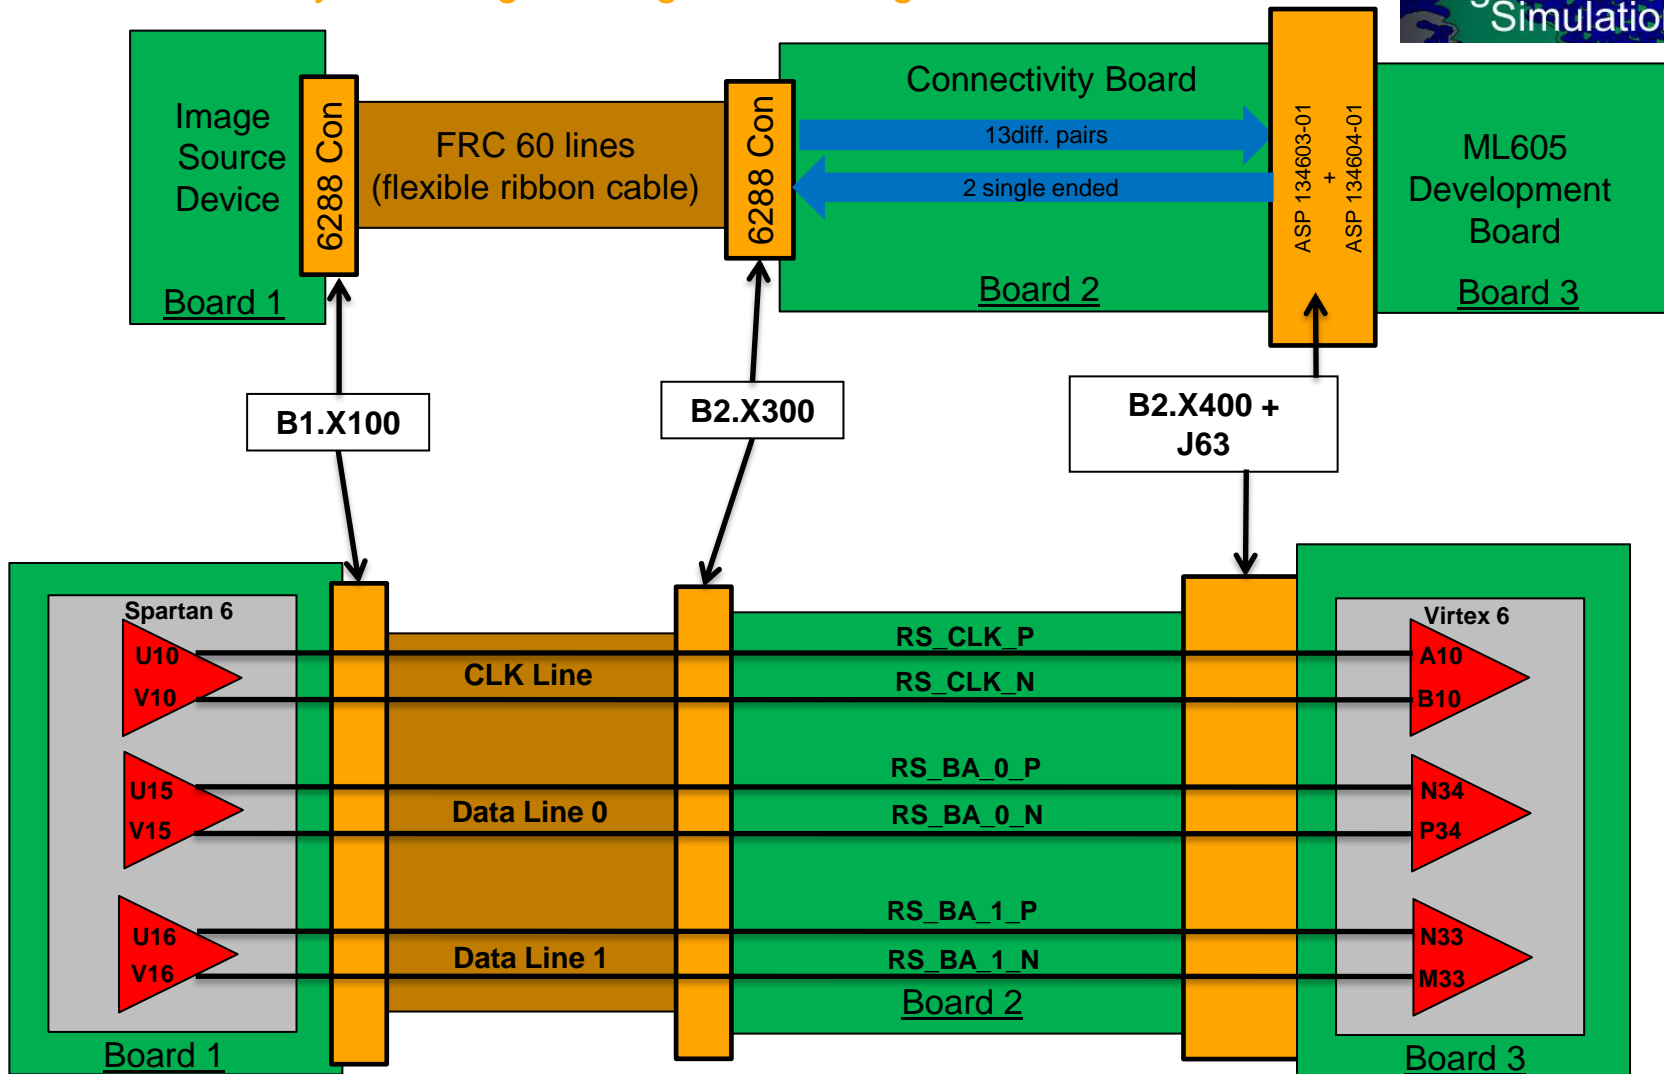 Simulation
Image
Source
Device
Board 1
6288 Con
FRC 60 lines
(flexible ribbon cable)
6288 Con
Connectivity Board
13diff. pairs
2 single ended
Board 2
ASP 134603-01
+
ASP 134604-01
ML605
Development
Board
Board 3
B1.X100
B2.X300
B2.X400 +
J63
Spartan 6
U10
V10
U15
V15
U16
V16
Board 1
CLK Line
Data Line 0
Data Line 1
RS_CLK_P
RS_CLK_N
RS_BA_0_P
RS_BA_0_N
RS_BA_1_P
RS_BA_1_N
Board 2
Virtex 6
A10
B10
N34
P34
N33
M33
Board 3